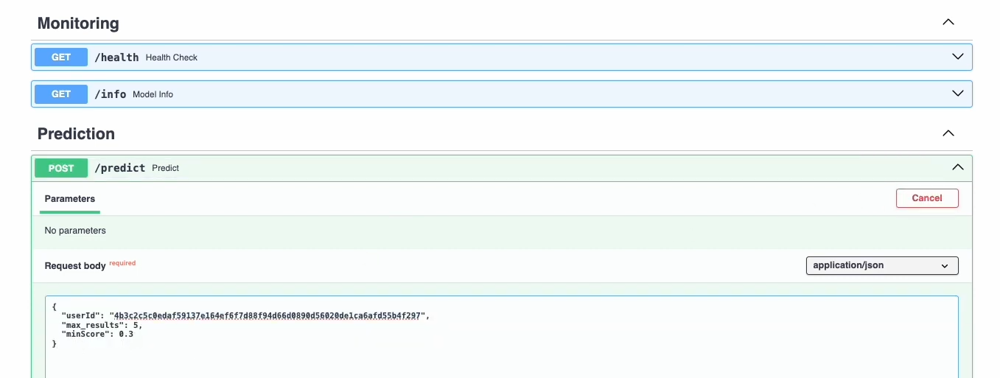 Monitoring
GET /health Health Check
GET /info Model Info
Prediction
POST /predict Predict
Parameters Cancel
No parameters
Request body required application/json
{
"userId": "4b3c2c5c0edaf59137e164ef6f7d88f94d66d0890d56020de1ca6afd55b4f297",
"max_results": 5,
"minScore": 0.3
}